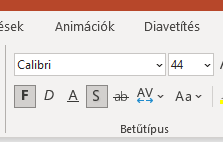 ések Animációk Diavetítés
Calibri 44
F D A S ab AV Aa
Betűtípus